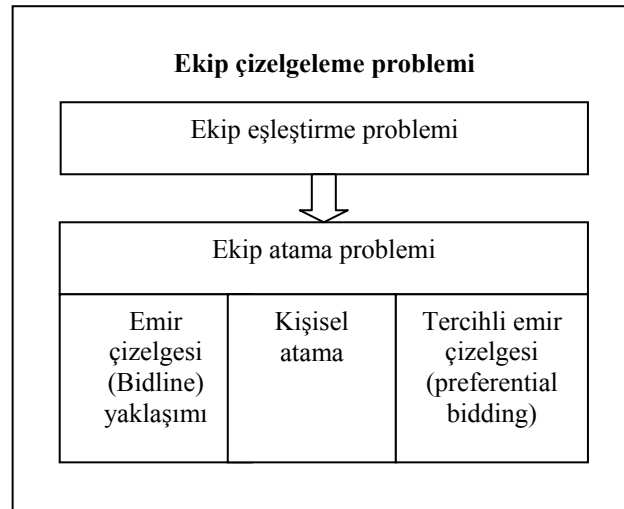 Ekip çizelgeleme problemi
Ekip eşleştirme problemi
Ekip atama problemi
Emir
çizelgesi
(Bidline)
yaklaşımı
Kişisel
atama
Tercihli emir
çizelgesi
(preferential
bidding)